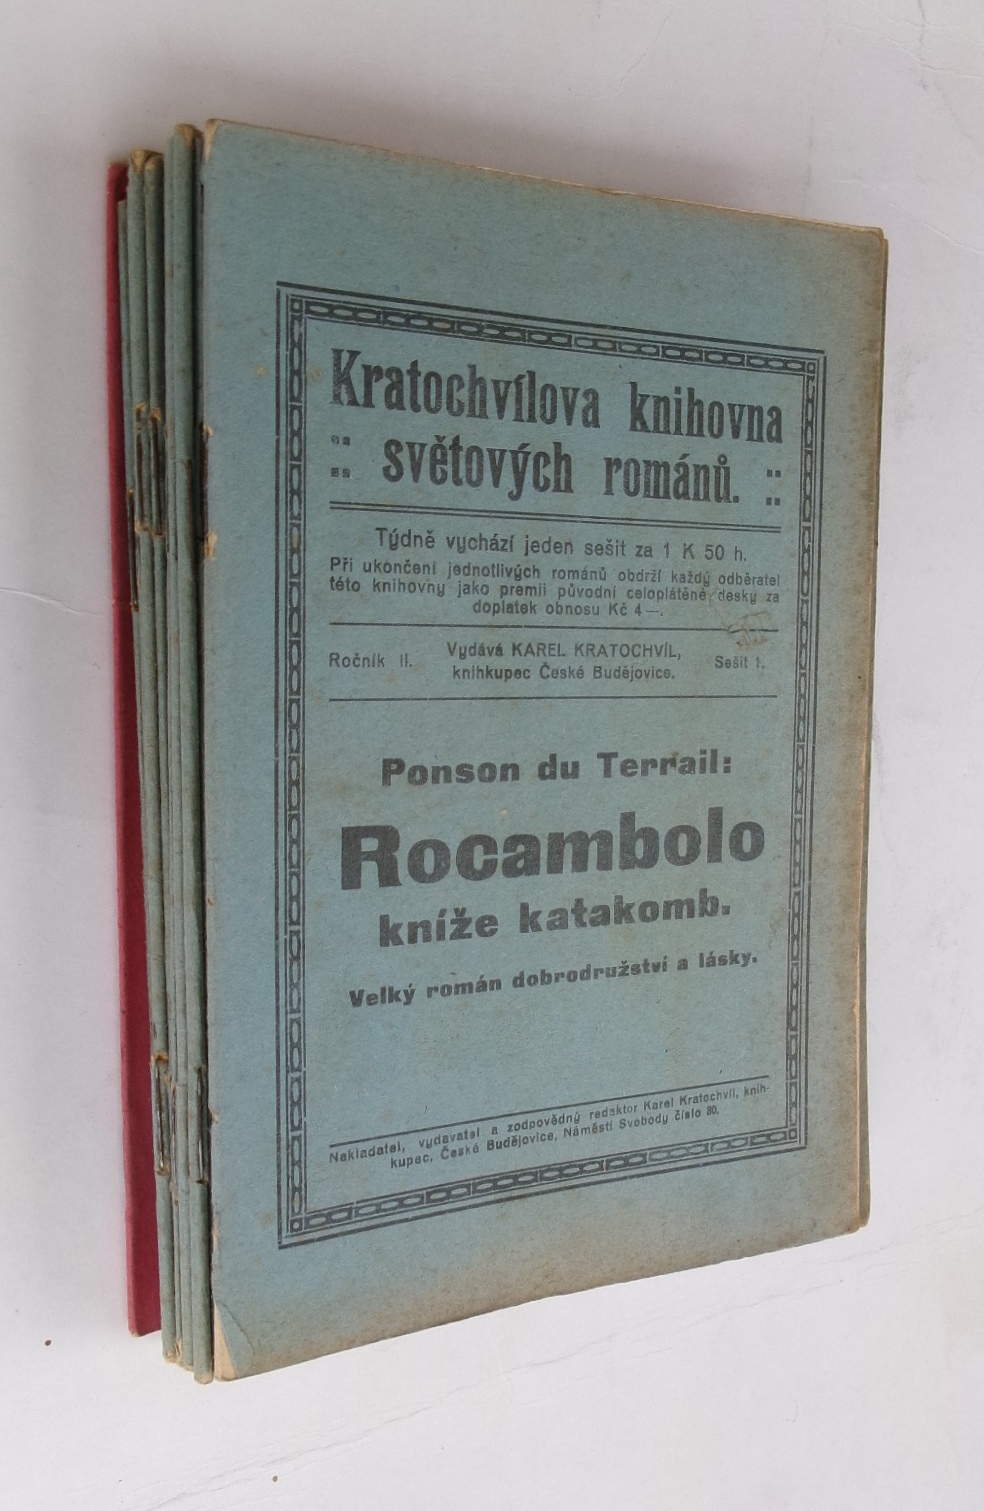 Kratochvílova knihovna
:: světových románů. ::
Týdně vychází jeden sešit za 1 K 50 h.
Při ukončení jednotlivých románů obdrží každý odběratel
této knihovny jako premii původní celoplátěné desky za
doplatek obnosu Kč 4—.
Ročník II. Vydává KAREL KRATOCHVÍL, Sešit 1.
knihkupec České Budějovice.
Ponson du Terrail:
Rocambolo
kníže katakomb.
Velký román dobrodružství a lásky.
Nakladatel, vydavatel a zodpovědný redaktor Karel Kratochvíl, knih-
kupec, České Budějovice, Náměstí Svobody číslo 80.